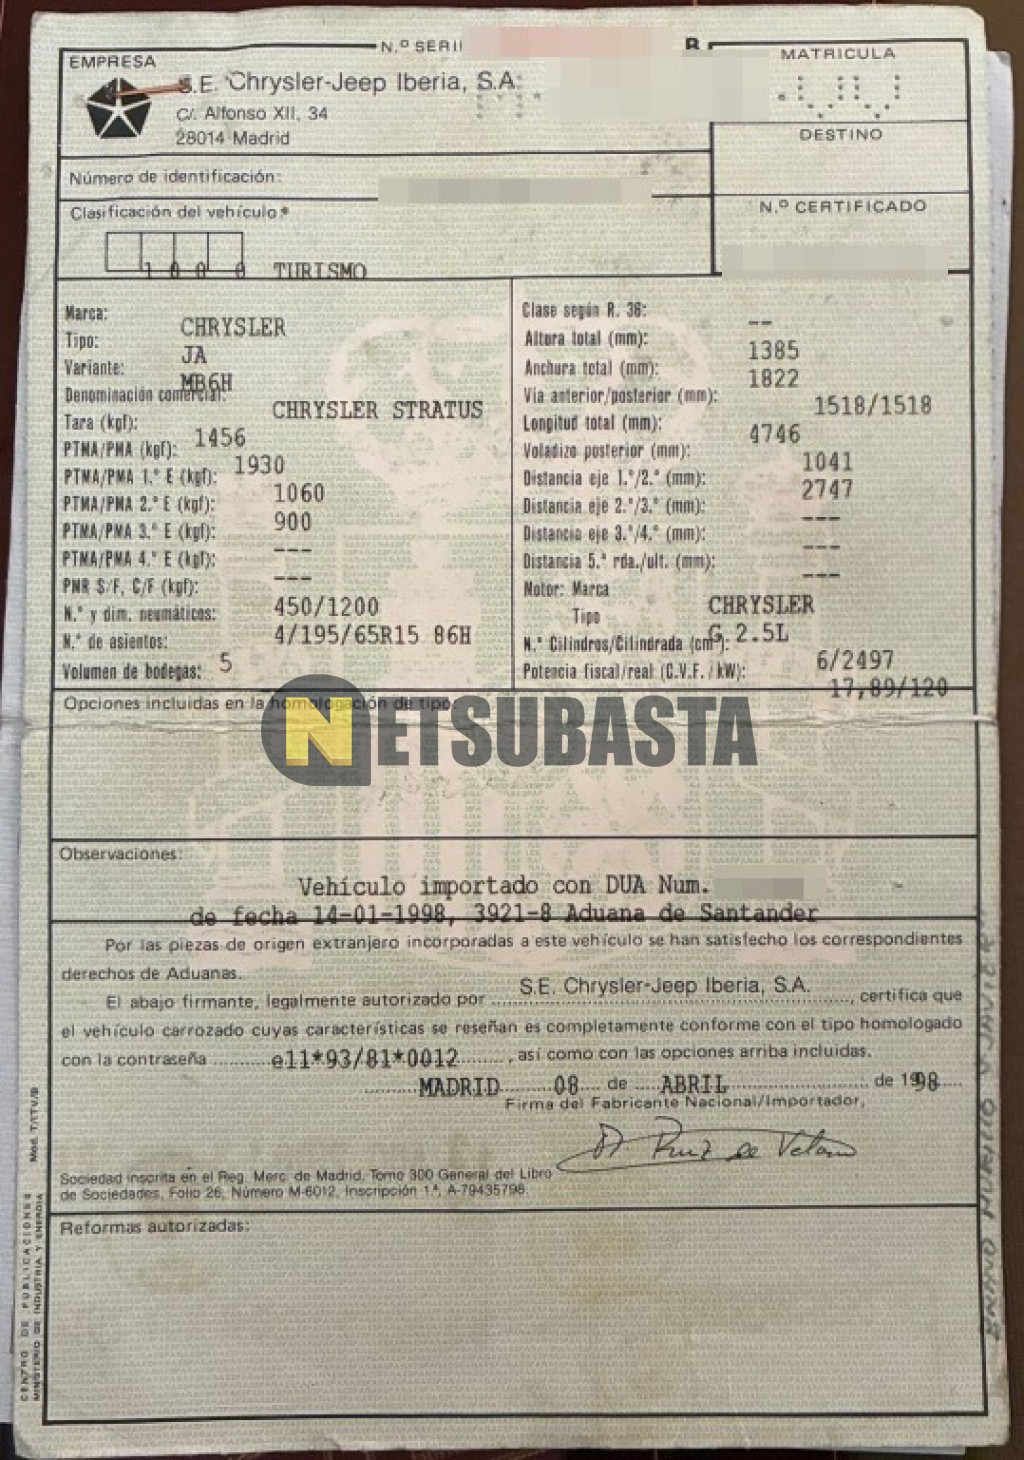 EMPRESA
N.º SERIE
R
MATRICULA
S.E. Chrysler-Jeep Iberia, S.A.
C/. Alfonso XII, 34
28014 Madrid
VV
DESTINO
Número de identificación:
N.º CERTIFICADO
Clasificación del vehículo*
1000 TURISMO
Marca: CHRYSLER
Tipo: JA
Variante: MB6H
Denominación comercial: CHRYSLER STRATUS
Tara (kgf): 1456
PTMA/PMA (kgf): 1930
PTMA/PMA 1.º E (kgf): 1060
PTMA/PMA 2.º E (kgf): 900
PTMA/PMA 3.º E (kgf): ---
PTMA/PMA 4.º E (kgf): ---
PMR S/F, C/F (kgf): 450/1200
N.º y dim. neumáticos: 4/195/65R15 86H
N.º de asientos: 5
Volumen de bodegas:
Clase según R. 36: --
Altura total (mm): 1385
Anchura total (mm): 1822
Via anterior/posterior (mm): 1518/1518
Longitud total (mm): 4746
Voladizo posterior (mm): 1041
Distancia eje 1.º/2.º (mm): 2747
Distancia eje 2.º/3.º (mm): ---
Distancia eje 3.º/4.º (mm): ---
Distancia 5.ª rda./ult. (mm): ---
Motor: Marca CHRYSLER
Tipo G 2.5L
N.º Cilindros/Cilindrada (cm³): 6/2497
Potencia fiscal/real (C.V.F. /kW): 17,89/120
Opciones incluidas en la homologación de tipo:
NETSUBASTA
Observaciones:
Vehículo importado con DUA Num.
de fecha 14-01-1998, 3921-8 Aduana de Santander
Por las piezas de origen extranjero incorporadas a este vehículo se han satisfecho los correspondientes
derechos de Aduanas.
El abajo firmante, legalmente autorizado por S.E. Chrysler-Jeep Iberia, S.A., certifica que
el vehículo carrozado cuyas características se reseñan es completamente conforme con el tipo homologado
con la contraseña e11*93/81*0012, así como con las opciones arriba incluidas.
MADRID 08 de ABRIL de 1998
Firma del Fabricante Nacional/Importador,
Sociedad inscrita en el Reg. Merc. de Madrid, Tomo 300 General del Libro
de Sociedades, Folio 26, Número M-6012, Inscripción 1.ª, A-79435798.
Reformas autorizadas:
Mod. T/ITV/B
CENTRO DE PUBLICACIONES
MINISTERIO DE INDUSTRIA Y ENERGIA